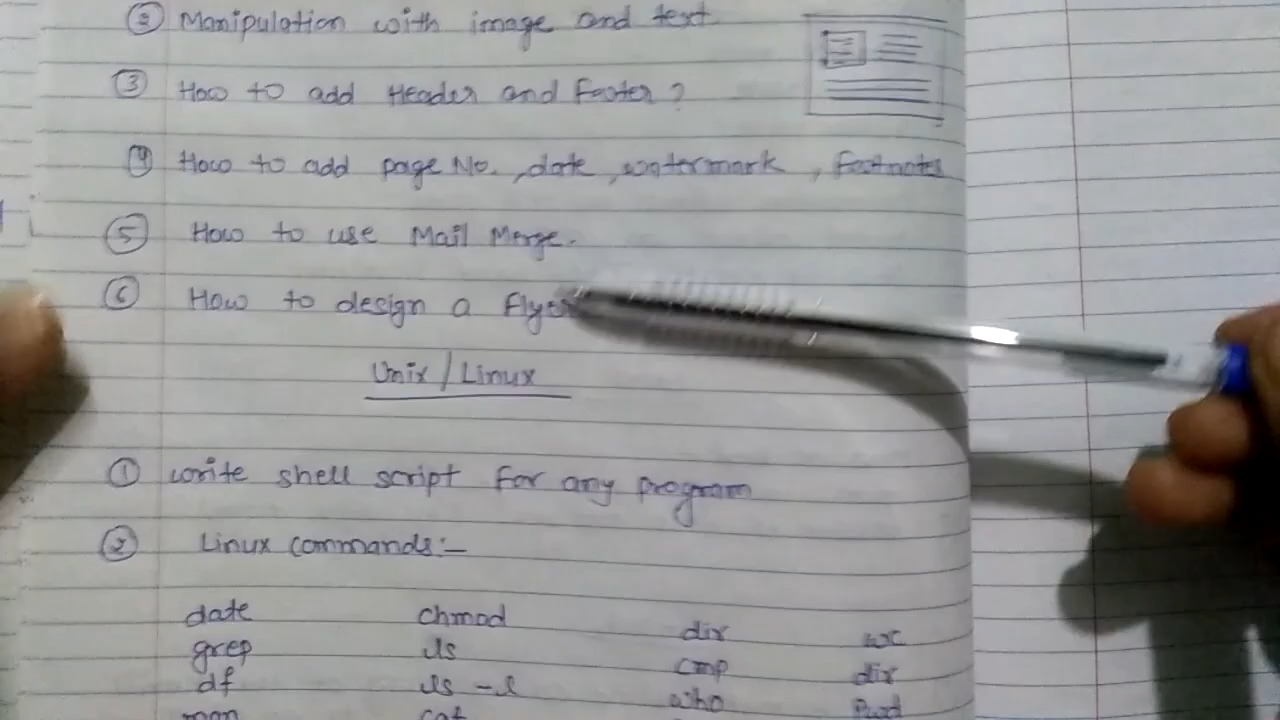 ② Manipulation with image and text.
③ How to add Header and Footer?
④ How to add page No., date, watermark, footnotes
⑤ How to use Mail Merge.
⑥ How to design a flyer
Unix/Linux
① write shell script for any program
② Linux commands:-
date chmod dir wc
grep ls cmp dir
df ls -l who pwd
man cat